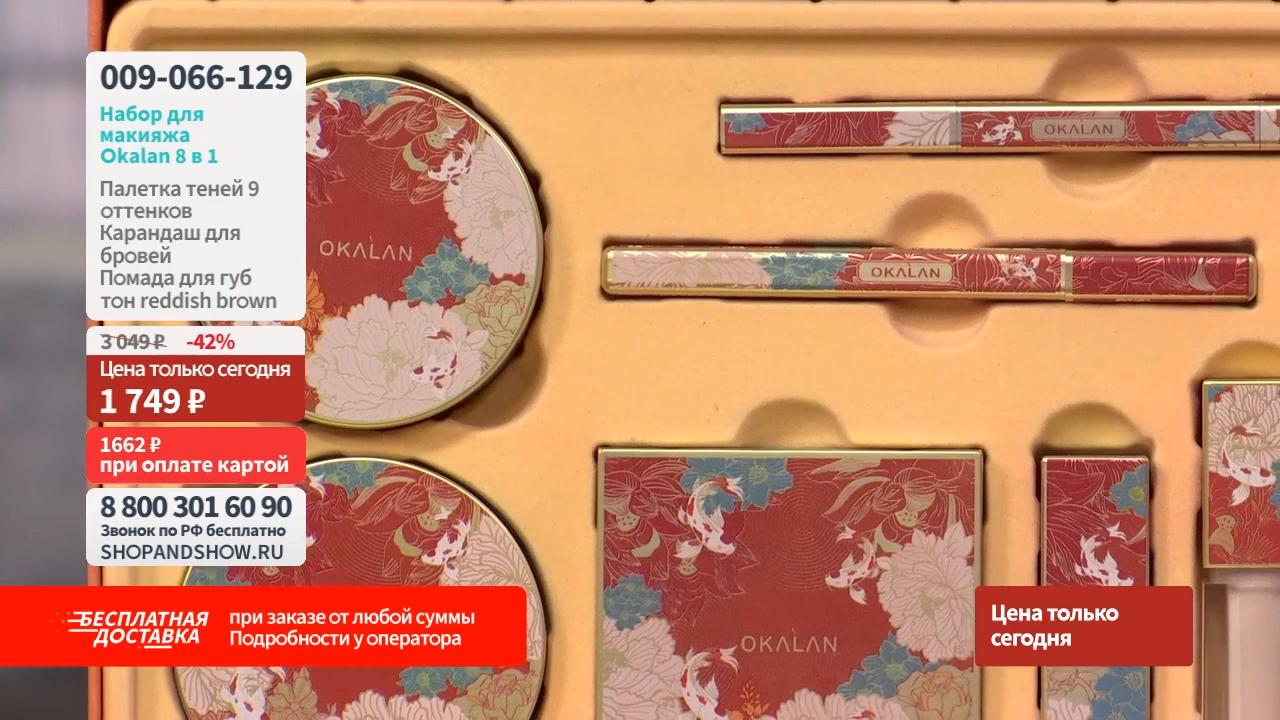 009-066-129
Набор для
макияжа
Okalan 8 в 1
Палетка теней 9
оттенков
Карандаш для
бровей
Помада для губ
тон reddish brown
3 049 ₽ -42%
Цена только сегодня
1 749 ₽
1662 ₽
при оплате картой
8 800 301 60 90
Звонок по РФ бесплатно
SHOPANDSHOW.RU
БЕСПЛАТНАЯ
ДОСТАВКА
при заказе от любой суммы
Подробности у оператора
Цена только
сегодня
OKALAN
OKALAN
OKALAN
OKALAN